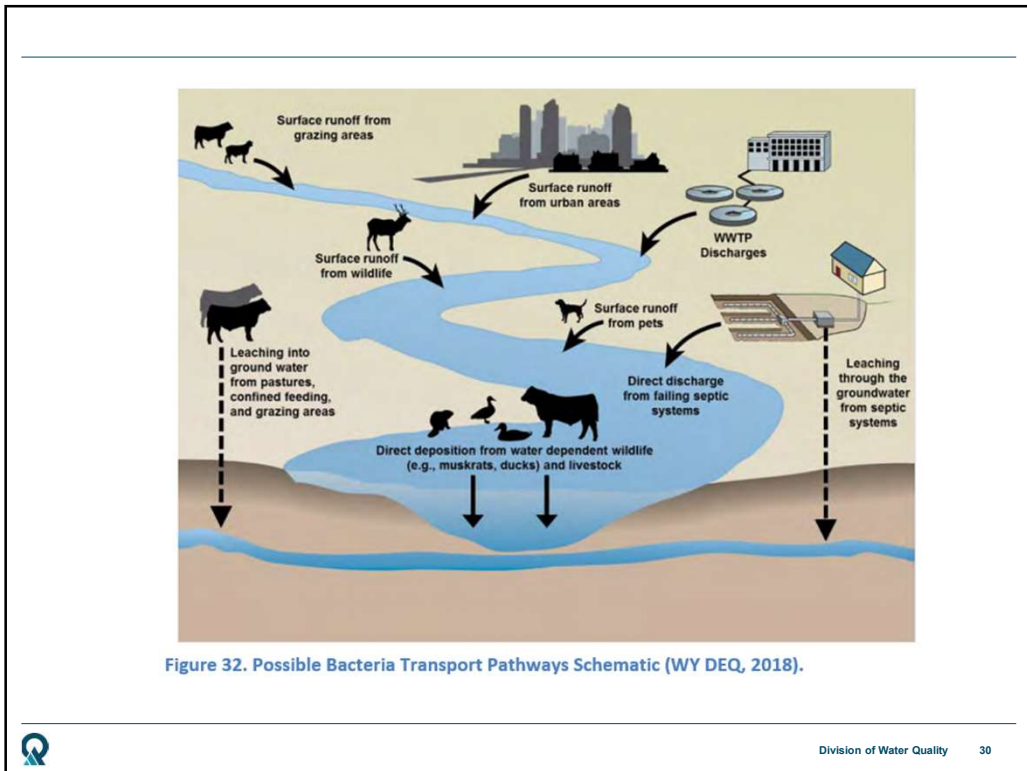 Surface runoff from
grazing areas
Surface runoff
from urban areas
WWTP
Discharges
Surface runoff
from wildlife
Surface runoff
from pets
Leaching into
ground water
from pastures,
confined feeding,
and grazing areas
Direct discharge
from failing septic
systems
Leaching
through the
groundwater
from septic
systems
Direct deposition from water dependent wildlife
(e.g., muskrats, ducks) and livestock
Figure 32. Possible Bacteria Transport Pathways Schematic (WY DEQ, 2018).
Division of Water Quality 30